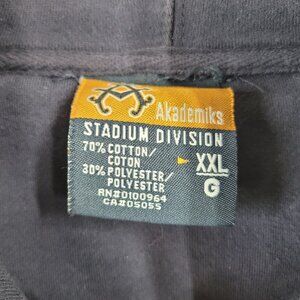 Akademiks
STADIUM DIVISION
70% COTTON/
COTON
30% POLYESTER/
POLYESTER
XXL
G
RN#0100964
CA#05055